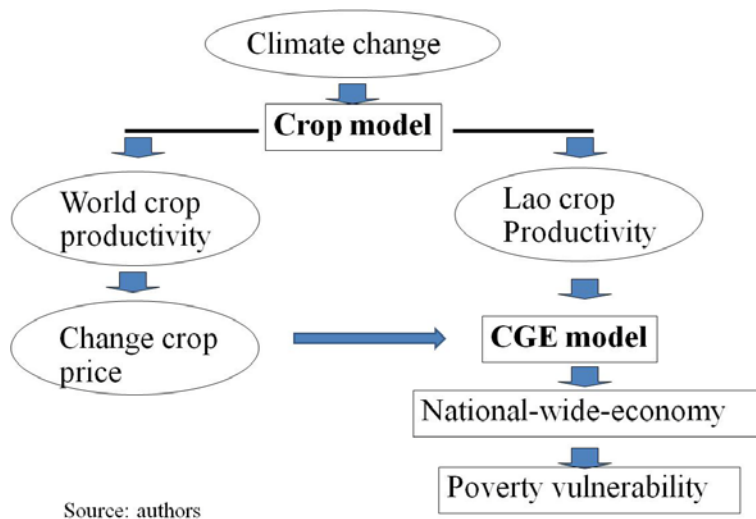 Climate change
Crop model
World crop
productivity
Lao crop
Productivity
Change crop
price
CGE model
National-wide-economy
Poverty vulnerability
Source: authors